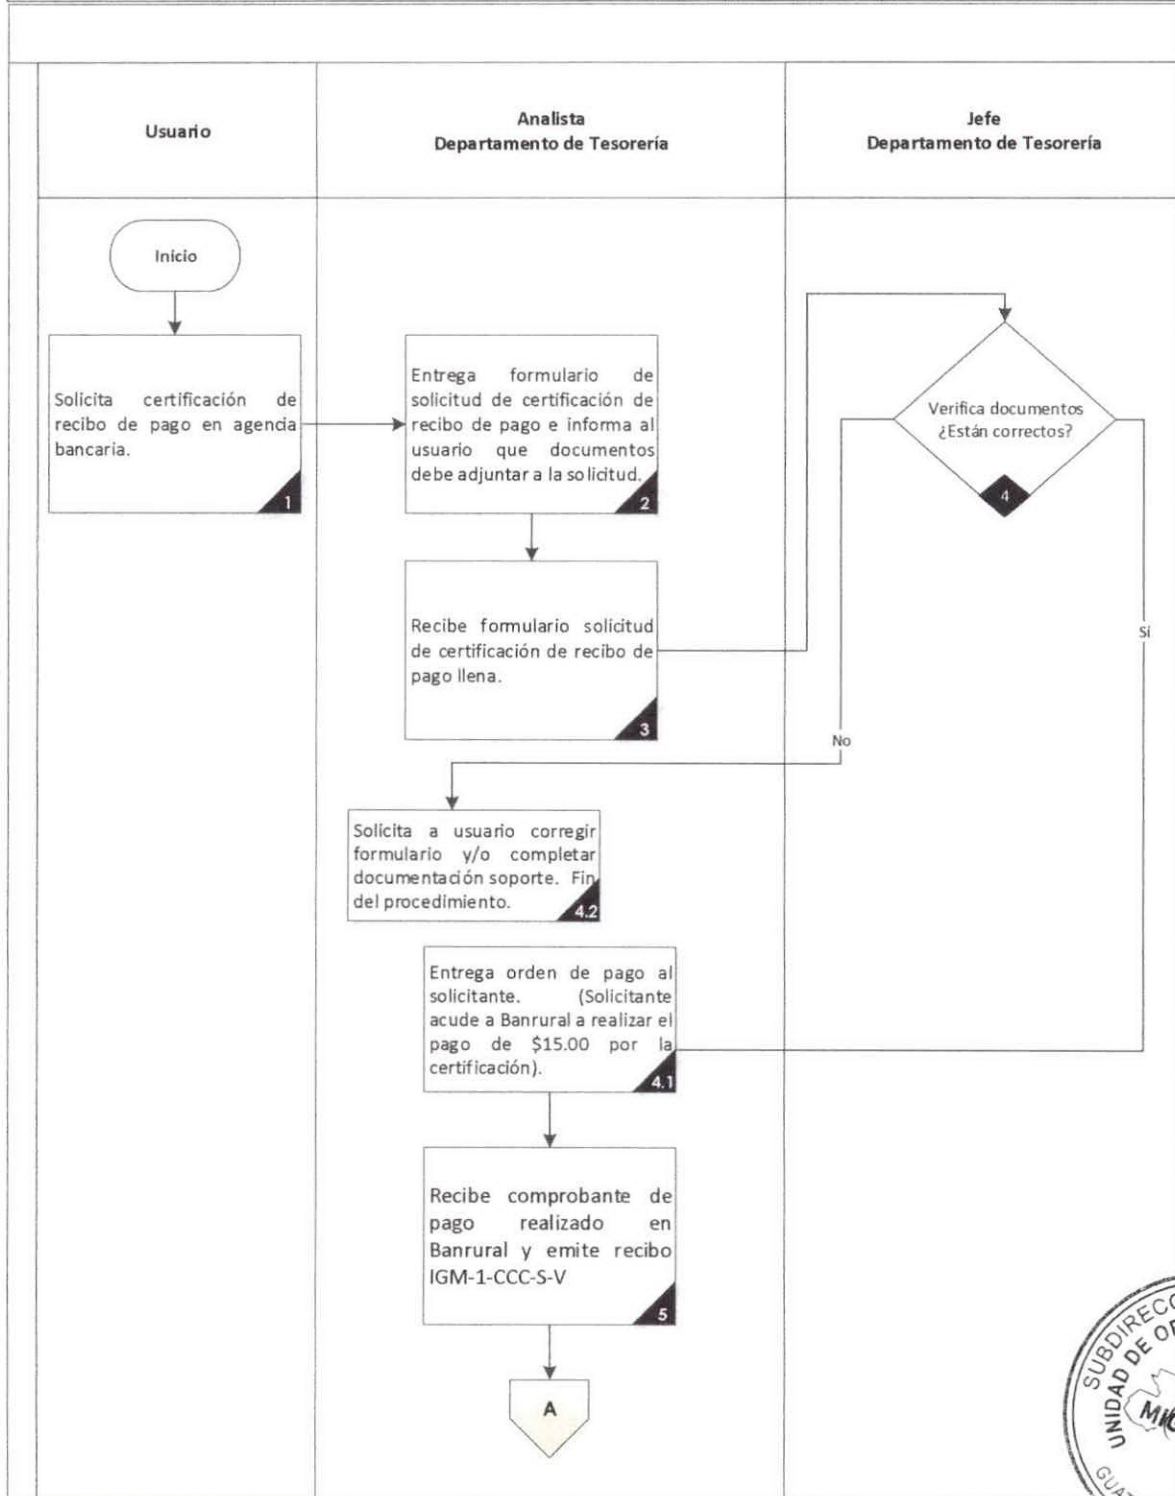 Usuario
Analista
Departamento de Tesorería
Jefe
Departamento de Tesorería
Inicio
Solicita certificación de
recibo de pago en agencia
bancaria.
1
Entrega formulario de
solicitud de certificación de
recibo de pago e informa al
usuario que documentos
debe adjuntar a la solicitud.
2
Verifica documentos
¿Están correctos?
4
Recibe formulario solicitud
de certificación de recibo de
pago llena.
3
Sí
No
Solicita a usuario corregir
formulario y/o completar
documentación soporte. Fin
del procedimiento.
4.2
Entrega orden de pago al
solicitante. (Solicitante
acude a Banrural a realizar el
pago de $15.00 por la
certificación).
4.1
Recibe comprobante de
pago realizado en
Banrural y emite recibo
IGM-1-CCC-S-V
5
A
UNIDAD DE